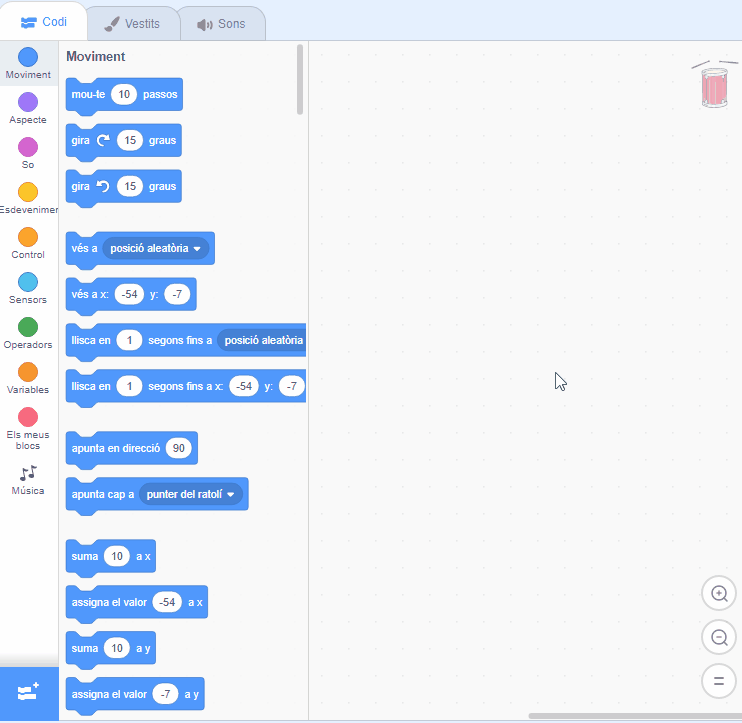 Codi
Vestits
Sons
Moviment
Aspecte
So
Esdevenimen
Control
Sensors
Operadors
Variables
Els meus
blocs
Música
Moviment
mou-te 10 passos
gira 15 graus
gira 15 graus
vés a posició aleatòria
vés a x: -54 y: -7
llisca en 1 segons fins a posició aleatòria
llisca en 1 segons fins a x: -54 y: -7
apunta en direcció 90
apunta cap a punter del ratolí
suma 10 a x
assigna el valor -54 a x
suma 10 a y
assigna el valor -7 a y